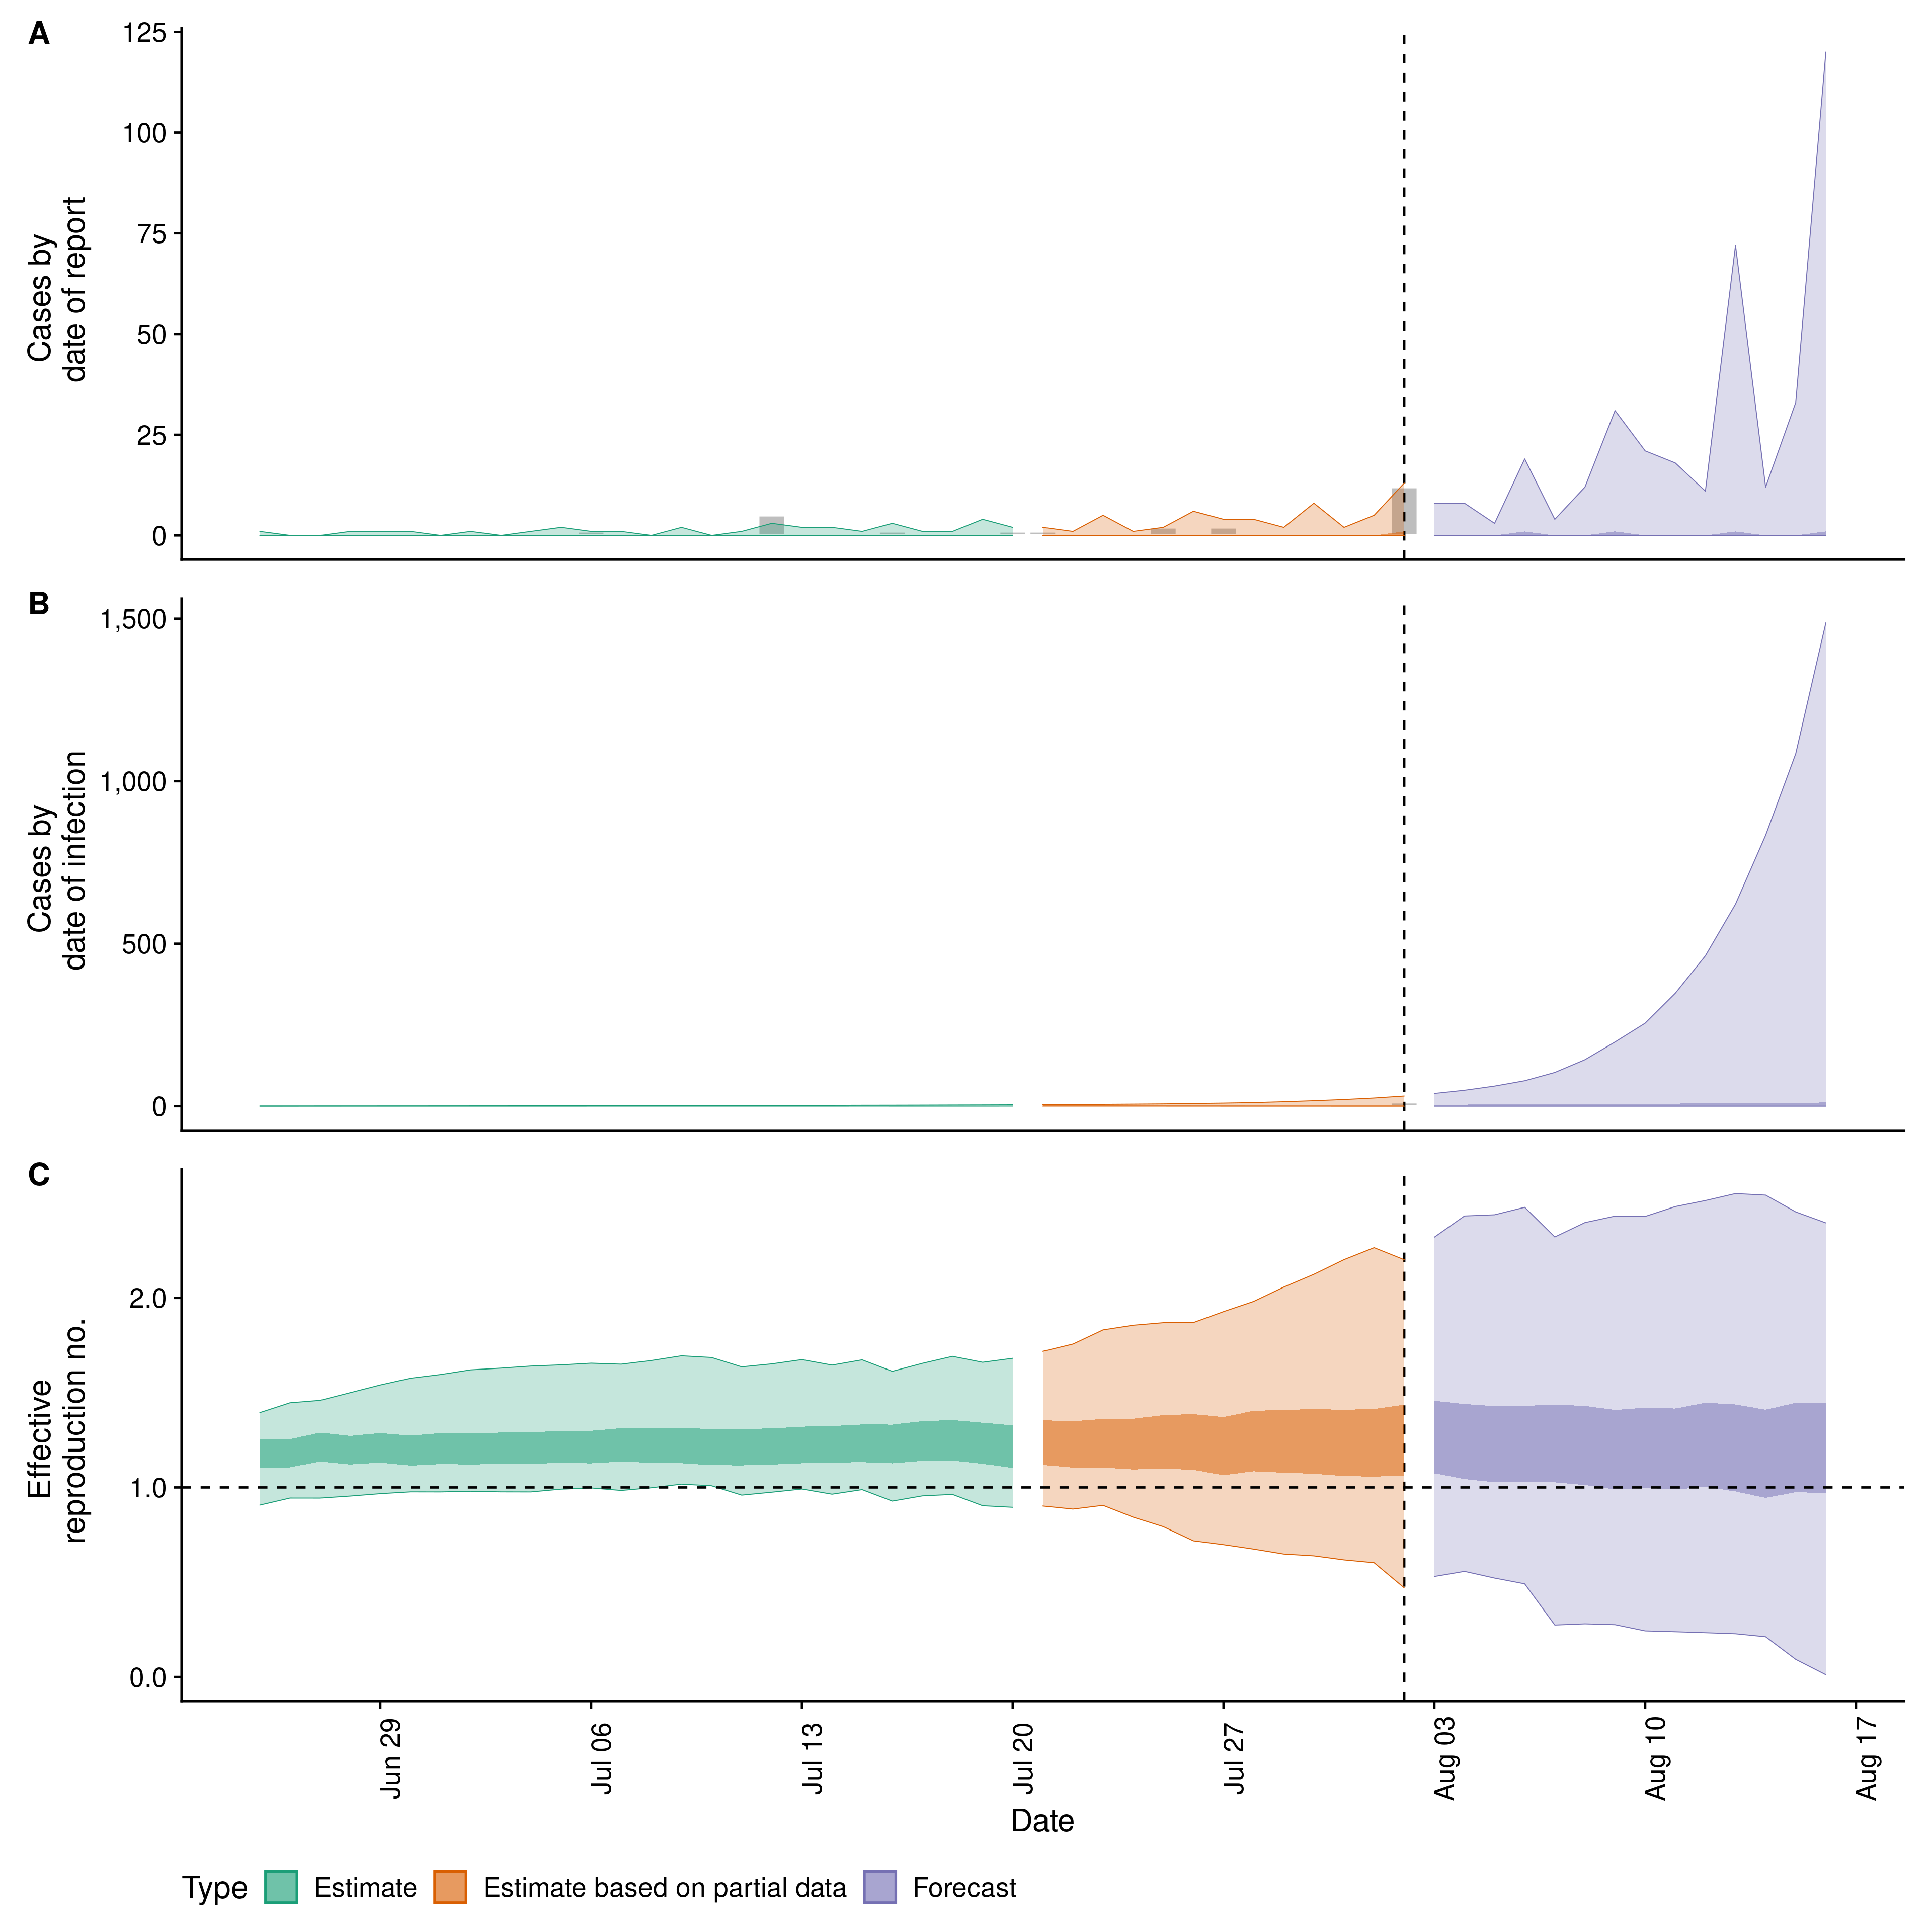 A
125
100
75
50
25
0
Cases by
date of report
B
1,500
1,000
500
0
Cases by
date of infection
C
2.0
1.0
0.0
Effective
reproduction no.
Jun 29
Jul 06
Jul 13
Jul 20
Jul 27
Aug 03
Aug 10
Aug 17
Date
Type Estimate Estimate based on partial data Forecast